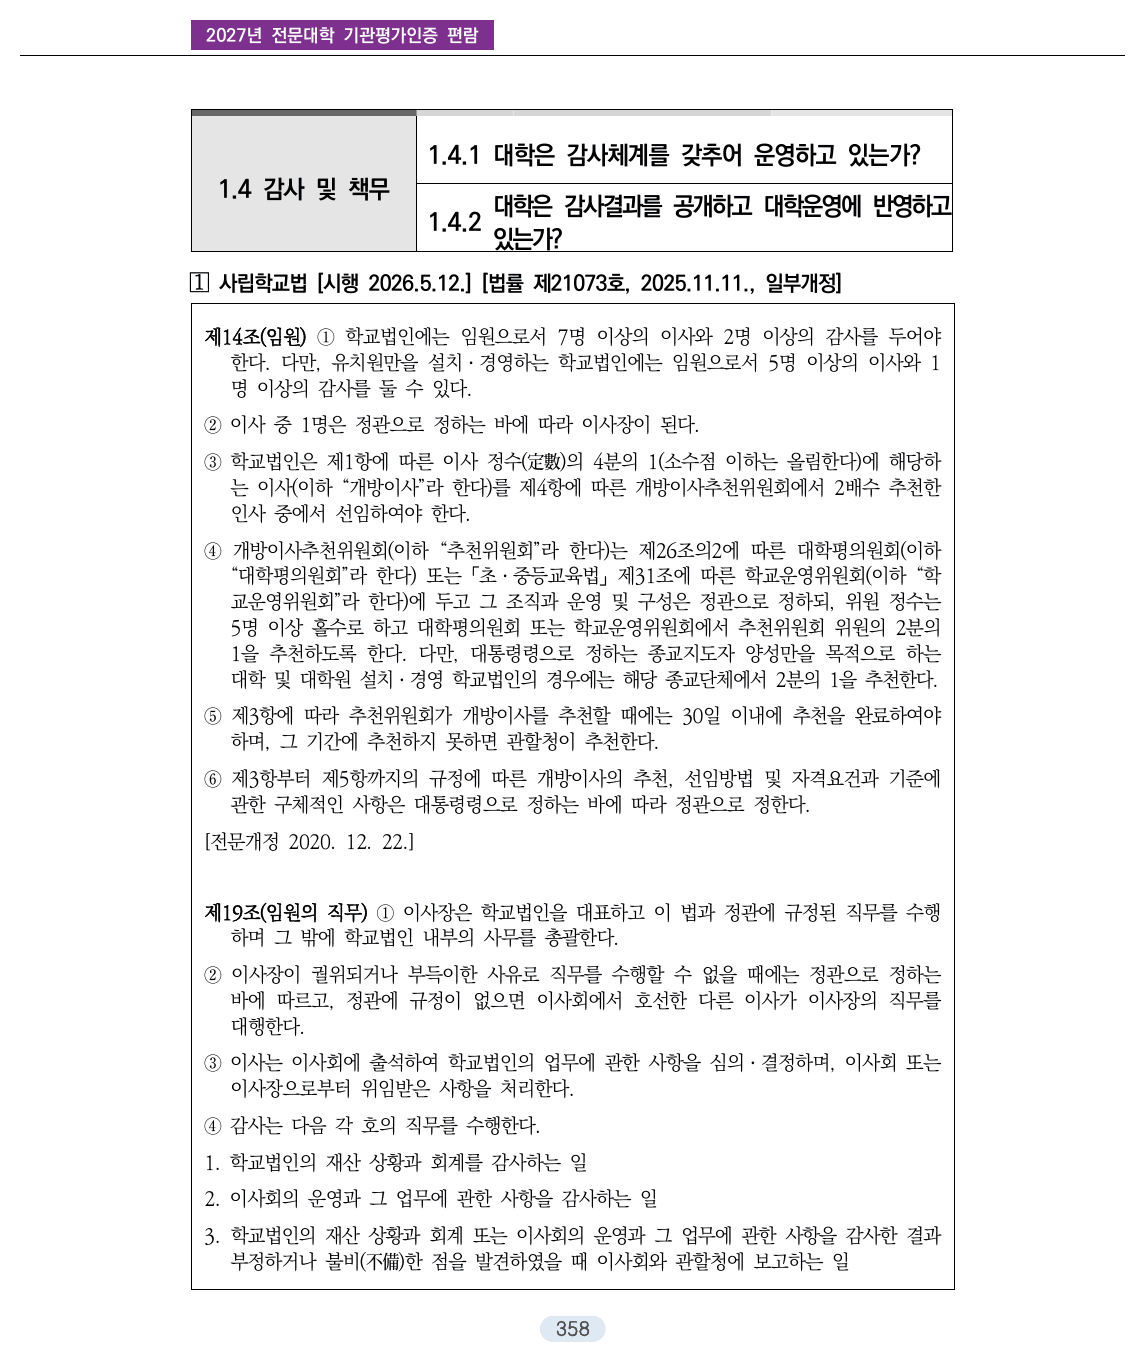 2027년 전문대학 기관평가인증 편람
1.4 감사 및 책무
1.4.1 대학은 감사체계를 갖추어 운영하고 있는가?
1.4.2 대학은 감사결과를 공개하고 대학운영에 반영하고
있는가?
1 사립학교법 [시행 2026.5.12.] [법률 제21073호, 2025.11.11., 일부개정]
제14조(임원) ① 학교법인에는 임원으로서 7명 이상의 이사와 2명 이상의 감사를 두어야
한다. 다만, 유치원만을 설치·경영하는 학교법인에는 임원으로서 5명 이상의 이사와 1
명 이상의 감사를 둘 수 있다.
② 이사 중 1명은 정관으로 정하는 바에 따라 이사장이 된다.
③ 학교법인은 제1항에 따른 이사 정수(定數)의 4분의 1(소수점 이하는 올림한다)에 해당하
는 이사(이하 “개방이사”라 한다)를 제4항에 따른 개방이사추천위원회에서 2배수 추천한
인사 중에서 선임하여야 한다.
④ 개방이사추천위원회(이하 “추천위원회”라 한다)는 제26조의2에 따른 대학평의원회(이하
“대학평의원회”라 한다) 또는 「초·중등교육법」 제31조에 따른 학교운영위원회(이하 “학
교운영위원회”라 한다)에 두고 그 조직과 운영 및 구성은 정관으로 정하되, 위원 정수는
5명 이상 홀수로 하고 대학평의원회 또는 학교운영위원회에서 추천위원회 위원의 2분의
1을 추천하도록 한다. 다만, 대통령령으로 정하는 종교지도자 양성만을 목적으로 하는
대학 및 대학원 설치·경영 학교법인의 경우에는 해당 종교단체에서 2분의 1을 추천한다.
⑤ 제3항에 따라 추천위원회가 개방이사를 추천할 때에는 30일 이내에 추천을 완료하여야
하며, 그 기간에 추천하지 못하면 관할청이 추천한다.
⑥ 제3항부터 제5항까지의 규정에 따른 개방이사의 추천, 선임방법 및 자격요건과 기준에
관한 구체적인 사항은 대통령령으로 정하는 바에 따라 정관으로 정한다.
[전문개정 2020. 12. 22.]
제19조(임원의 직무) ① 이사장은 학교법인을 대표하고 이 법과 정관에 규정된 직무를 수행
하며 그 밖에 학교법인 내부의 사무를 총괄한다.
② 이사장이 궐위되거나 부득이한 사유로 직무를 수행할 수 없을 때에는 정관으로 정하는
바에 따르고, 정관에 규정이 없으면 이사회에서 호선한 다른 이사가 이사장의 직무를
대행한다.
③ 이사는 이사회에 출석하여 학교법인의 업무에 관한 사항을 심의·결정하며, 이사회 또는
이사장으로부터 위임받은 사항을 처리한다.
④ 감사는 다음 각 호의 직무를 수행한다.
1. 학교법인의 재산 상황과 회계를 감사하는 일
2. 이사회의 운영과 그 업무에 관한 사항을 감사하는 일
3. 학교법인의 재산 상황과 회계 또는 이사회의 운영과 그 업무에 관한 사항을 감사한 결과
부정하거나 불비(不備)한 점을 발견하였을 때 이사회와 관할청에 보고하는 일
358